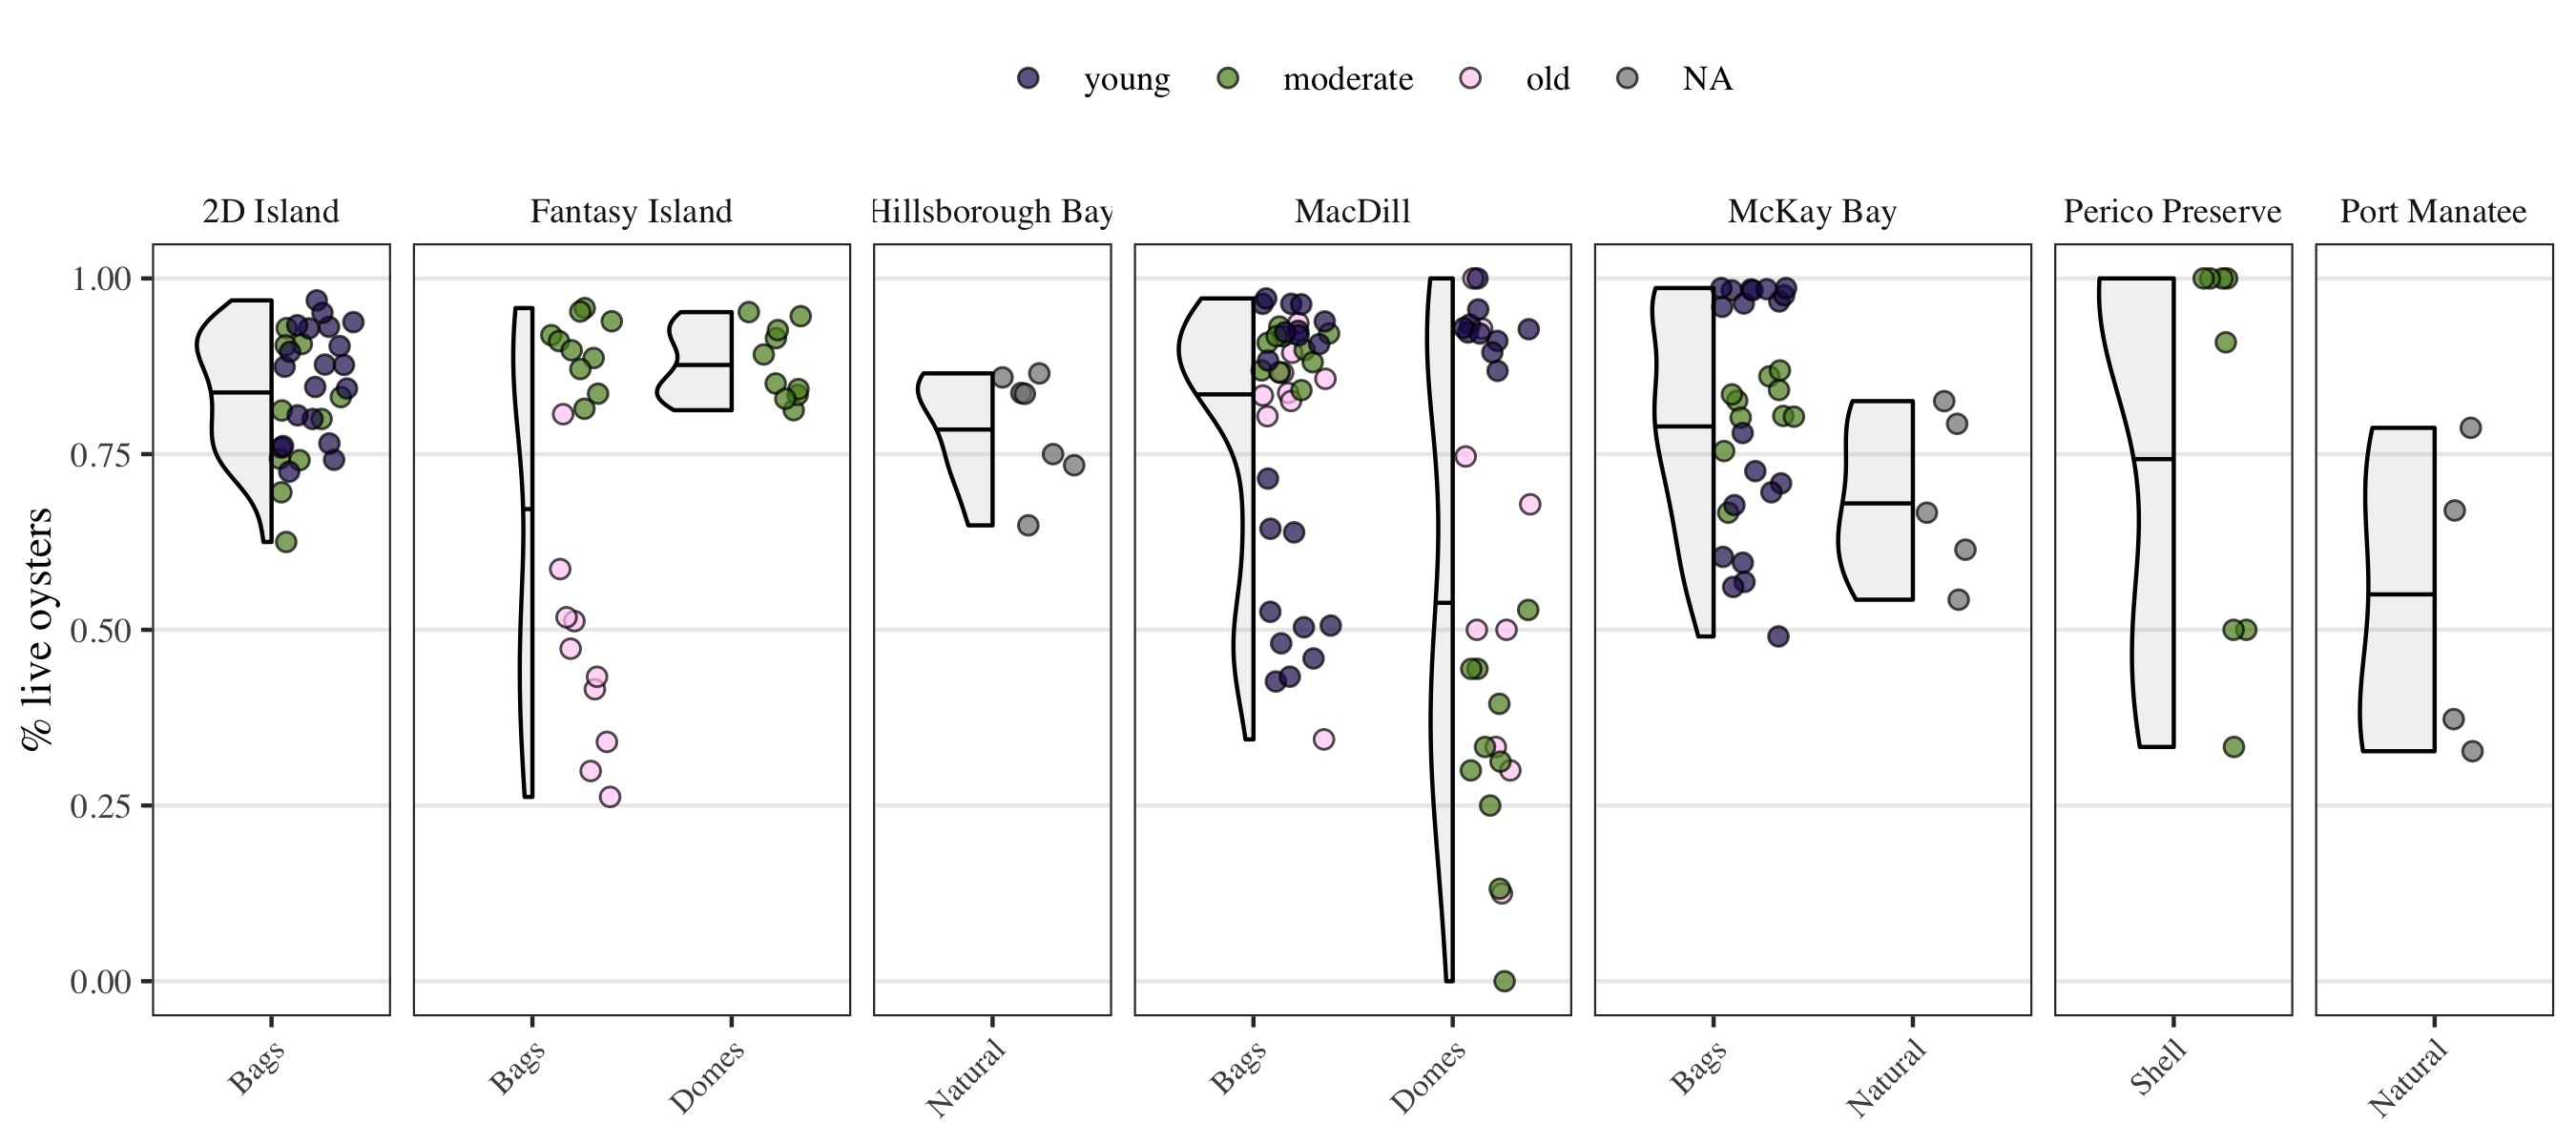 young moderate old NA
2D Island Fantasy Island Hillsborough Bay MacDill McKay Bay Perico Preserve Port Manatee
% live oysters
1.00
0.75
0.50
0.25
0.00
Bags Bags Domes Natural Bags Domes Bags Natural Shell Natural